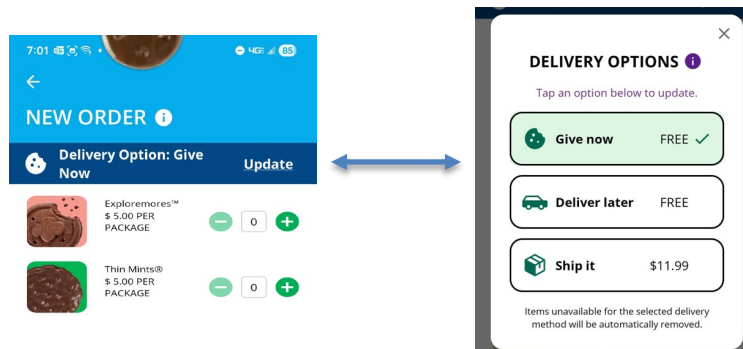 7:01
4G 85
NEW ORDER i
Delivery Option: Give
Now
Update
Exploremores™
$ 5.00 PER
PACKAGE
0
Thin Mints®
$ 5.00 PER
PACKAGE
0
DELIVERY OPTIONS i
Tap an option below to update.
Give now FREE
Deliver later FREE
Ship it $11.99
Items unavailable for the selected delivery
method will be automatically removed.